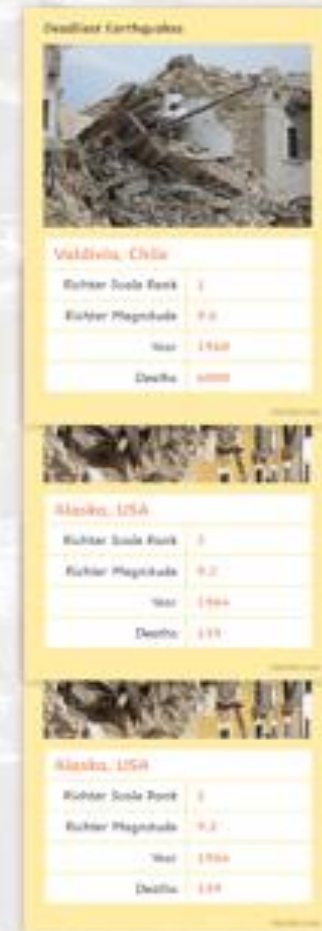 Deadliest Earthquakes
Valdivia, Chile
Richter Scale Rank 1
Richter Magnitude 9.5
Year 1960
Deaths 6000
Alaska, USA
Richter Scale Rank 2
Richter Magnitude 9.2
Year 1964
Deaths 139
Alaska, USA
Richter Scale Rank 2
Richter Magnitude 9.2
Year 1964
Deaths 139